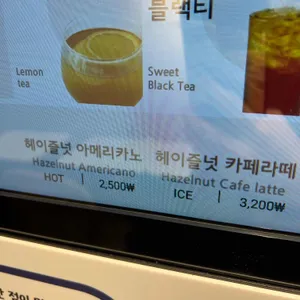 블랙티
Lemon
tea
Sweet
Black Tea
헤이즐넛 아메리카노
Hazelnut Americano
HOT | 2,500₩
헤이즐넛 카페라떼
Hazelnut Cafe latte
ICE | 3,200₩